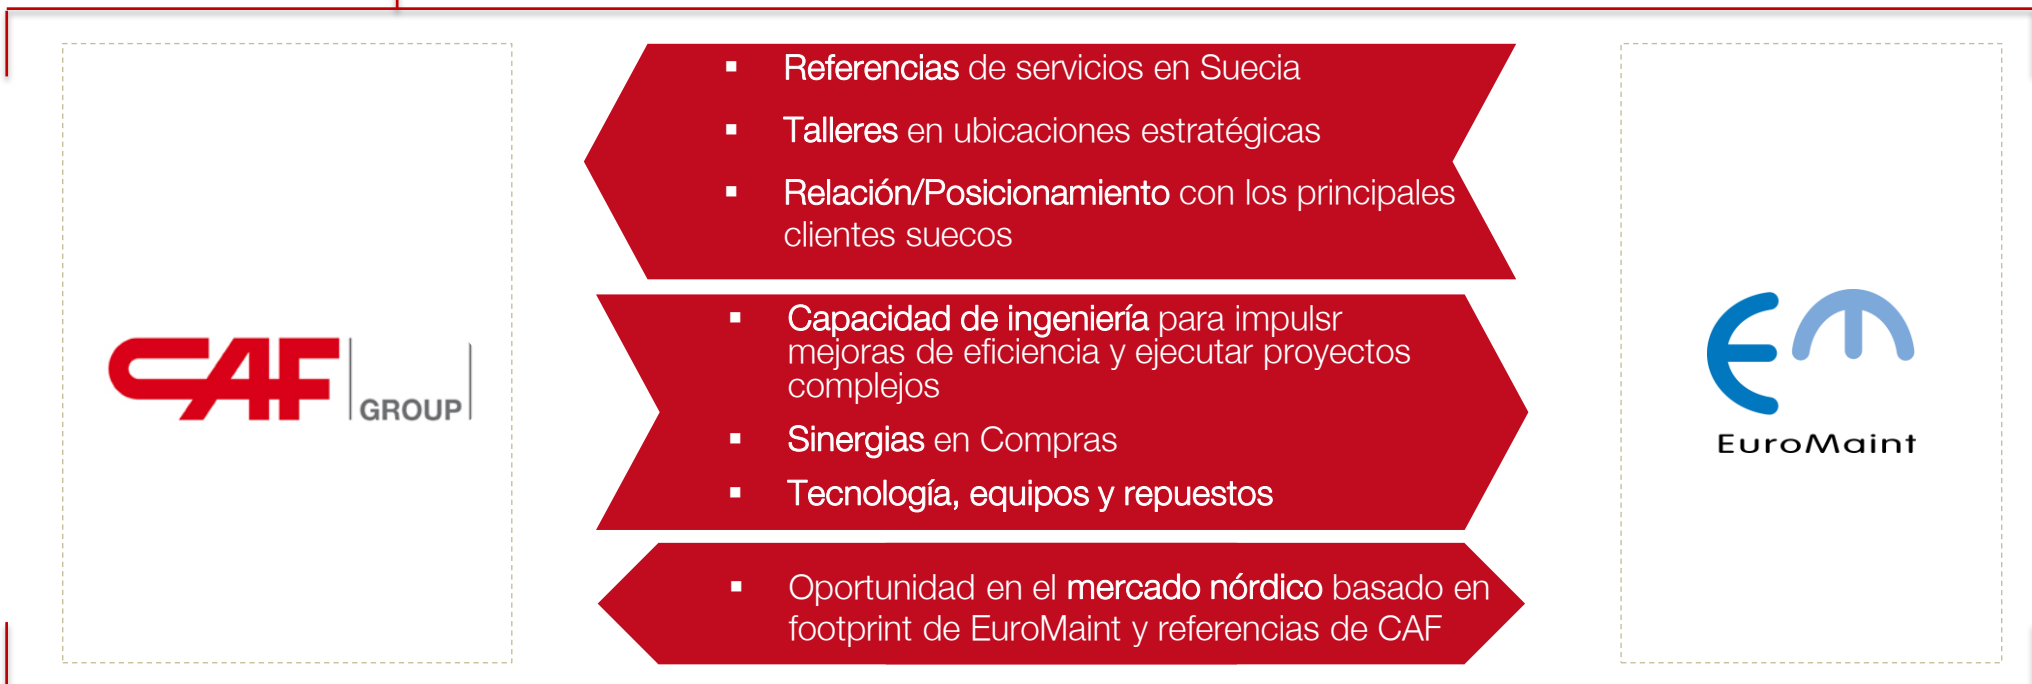 Referencias de servicios en Suecia
Talleres en ubicaciones estratégicas
Relación/Posicionamiento con los principales
clientes suecos
CAF GROUP
Capacidad de ingeniería para impulsr
mejoras de eficiencia y ejecutar proyectos
complejos
Sinergias en Compras
Tecnología, equipos y repuestos
EM
EuroMaint
Oportunidad en el mercado nórdico basado en
footprint de EuroMaint y referencias de CAF